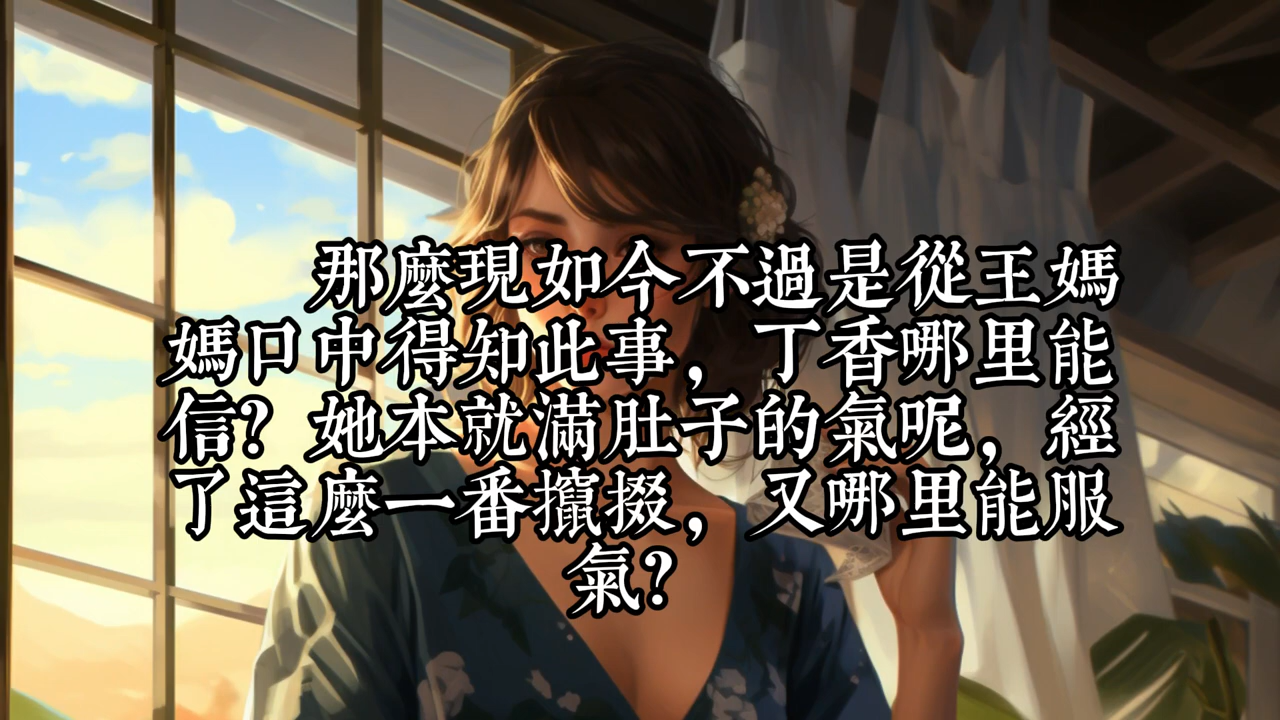 那麼現如今不過是從王媽
媽口中得知此事，丁香哪里能
信？她本就滿肚子的氣呢，經
了這麼一番攛掇，又哪里能服
氣？